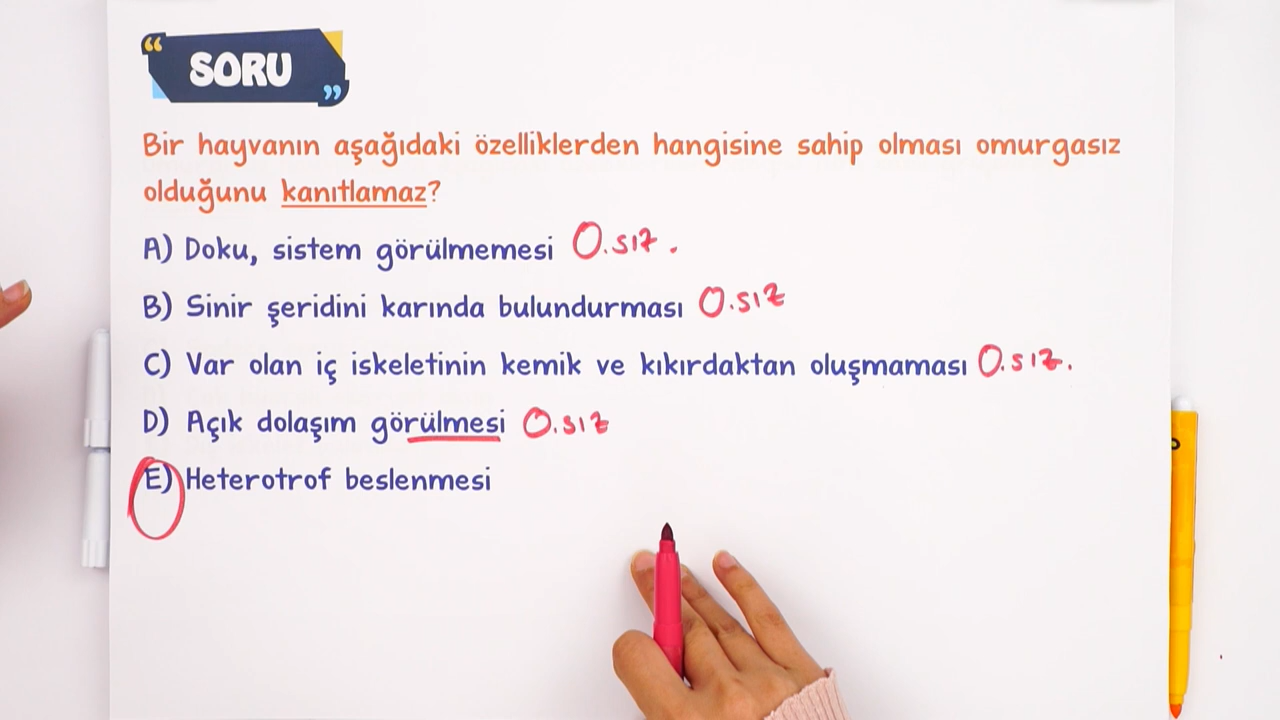 “ SORU ”
Bir hayvanın aşağıdaki özelliklerden hangisine sahip olması omurgasız
olduğunu kanıtlamaz?
A) Doku, sistem görülmemesi O.sız.
B) Sinir şeridini karında bulundurması O.sız
C) Var olan iç iskeletinin kemik ve kıkırdaktan oluşmaması O.sız.
D) Açık dolaşım görülmesi O.sız
E) Heterotrof beslenmesi